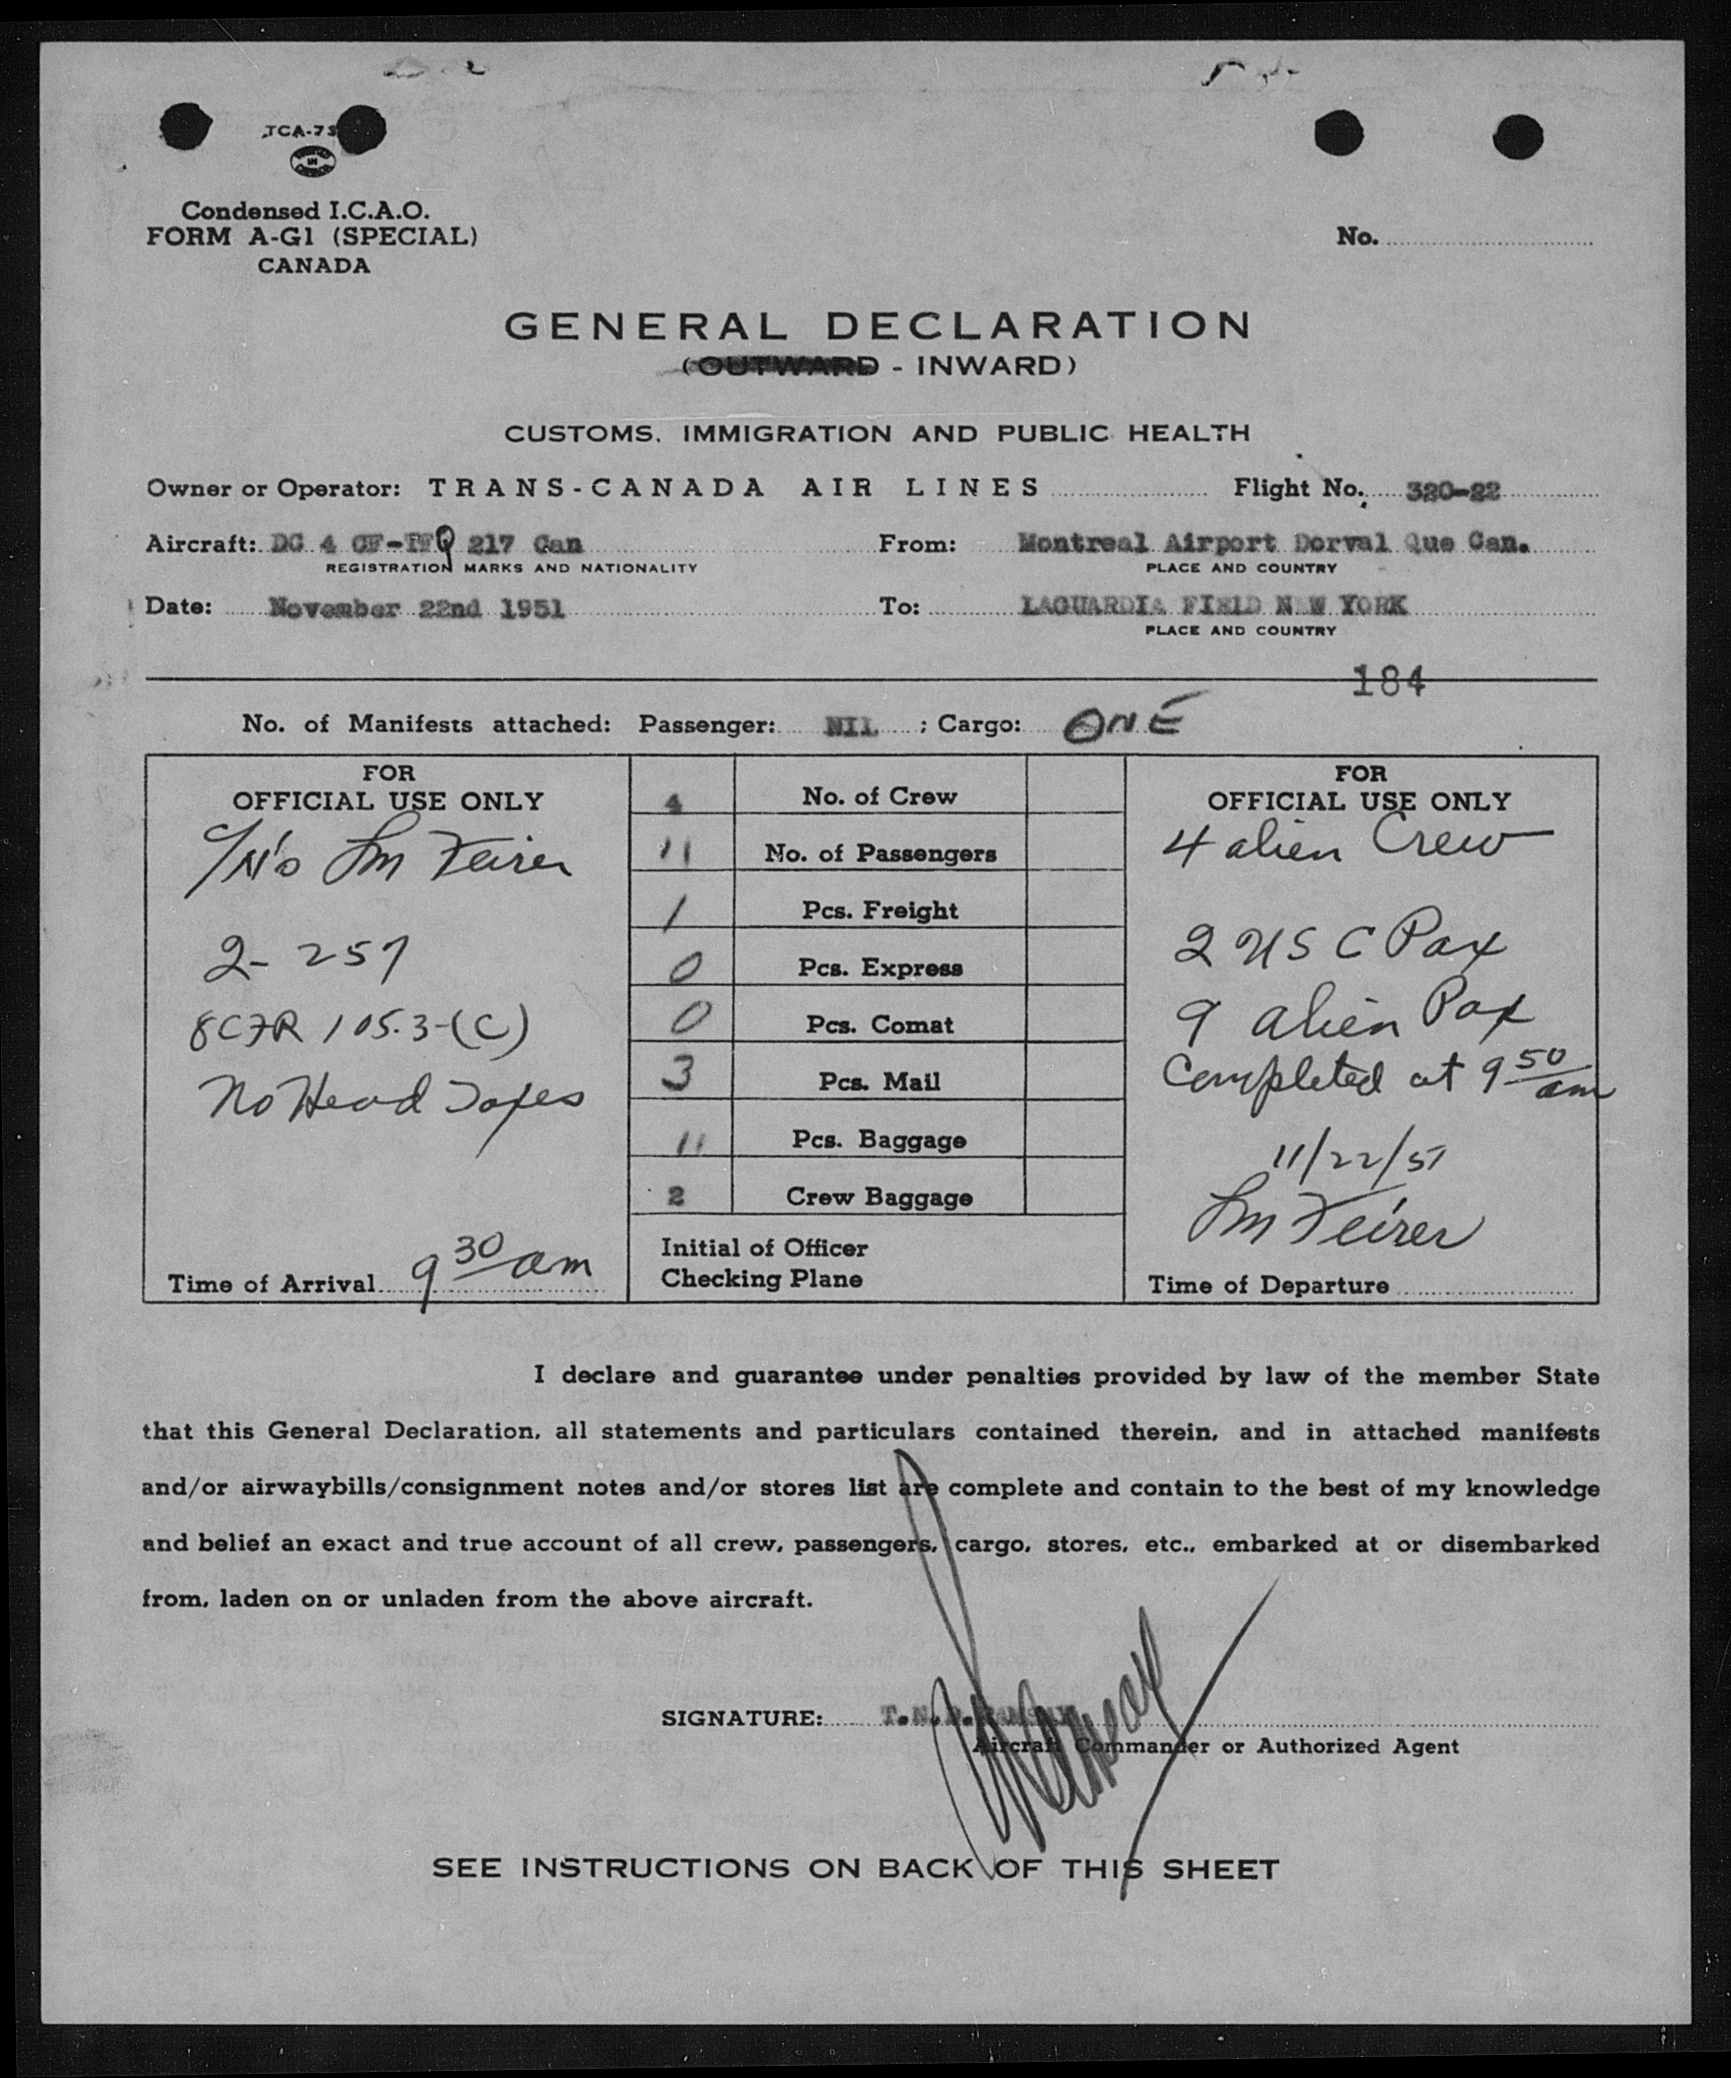 TCA-73
Condensed I.C.A.O.
FORM A-G1 (SPECIAL)
CANADA
No.
GENERAL DECLARATION
(OUTWARD - INWARD)
CUSTOMS, IMMIGRATION AND PUBLIC HEALTH
Owner or Operator: TRANS-CANADA AIR LINES Flight No. 320-22
Aircraft: DC 4 CF-TFQ 217 Can From: Montreal Airport Dorval Que Can.
REGISTRATION MARKS AND NATIONALITY PLACE AND COUNTRY
Date: November 22nd 1951 To: LAGUARDIA FIELD NEW YORK
PLACE AND COUNTRY
184
No. of Manifests attached: Passenger: NIL ; Cargo: ONE
FOR
OFFICIAL USE ONLY
I/N's Lm Feirer
2-257
8CFR 105.3-(C)
No Head Taxes
Time of Arrival 9 30 am
4 No. of Crew
11 No. of Passengers
1 Pcs. Freight
0 Pcs. Express
0 Pcs. Comat
3 Pcs. Mail
11 Pcs. Baggage
2 Crew Baggage
Initial of Officer
Checking Plane
FOR
OFFICIAL USE ONLY
4 alien Crew
2 USC Pax
9 alien Pax
Completed at 9 50 am
11/22/51
Lm Feirer
Time of Departure
I declare and guarantee under penalties provided by law of the member State
that this General Declaration, all statements and particulars contained therein, and in attached manifests
and/or airwaybills/consignment notes and/or stores list are complete and contain to the best of my knowledge
and belief an exact and true account of all crew, passengers, cargo, stores, etc., embarked at or disembarked
from, laden on or unladen from the above aircraft.
SIGNATURE: T.N.R. RAMSAY
Aircraft Commander or Authorized Agent
SEE INSTRUCTIONS ON BACK OF THIS SHEET